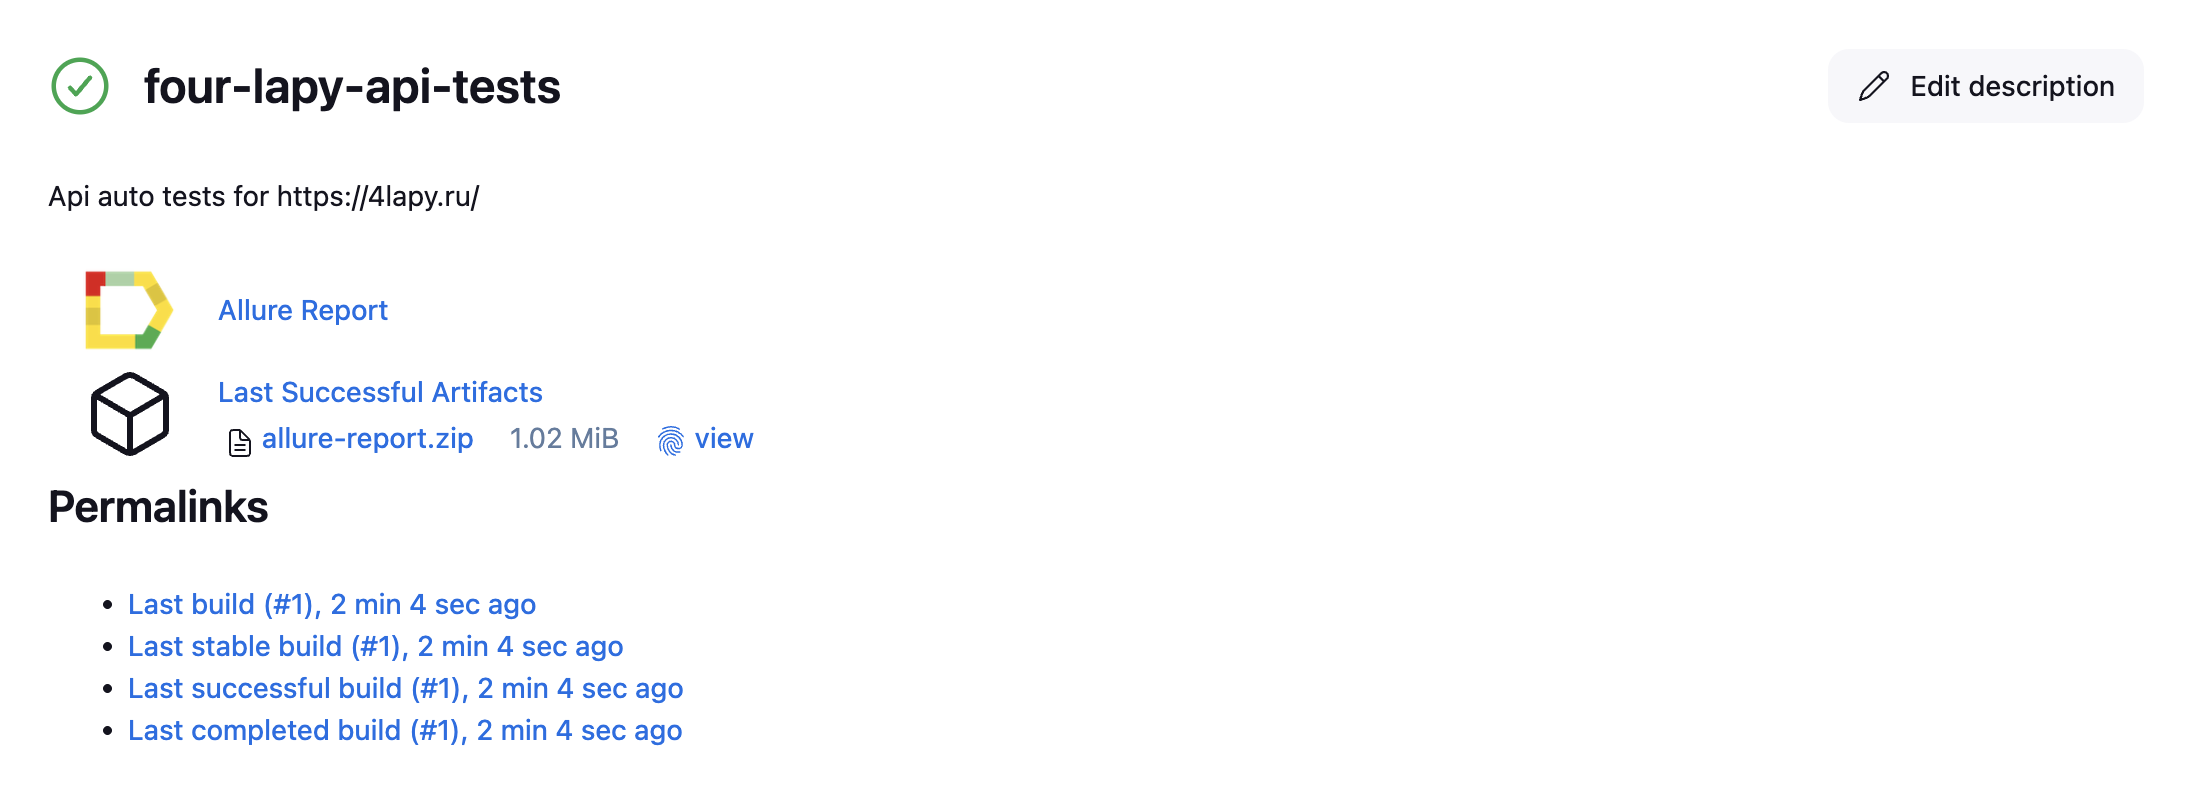 four-lapy-api-tests
Edit description
Api auto tests for https://4lapy.ru/
Allure Report
Last Successful Artifacts
allure-report.zip 1.02 MiB view
Permalinks
Last build (#1), 2 min 4 sec ago
Last stable build (#1), 2 min 4 sec ago
Last successful build (#1), 2 min 4 sec ago
Last completed build (#1), 2 min 4 sec ago